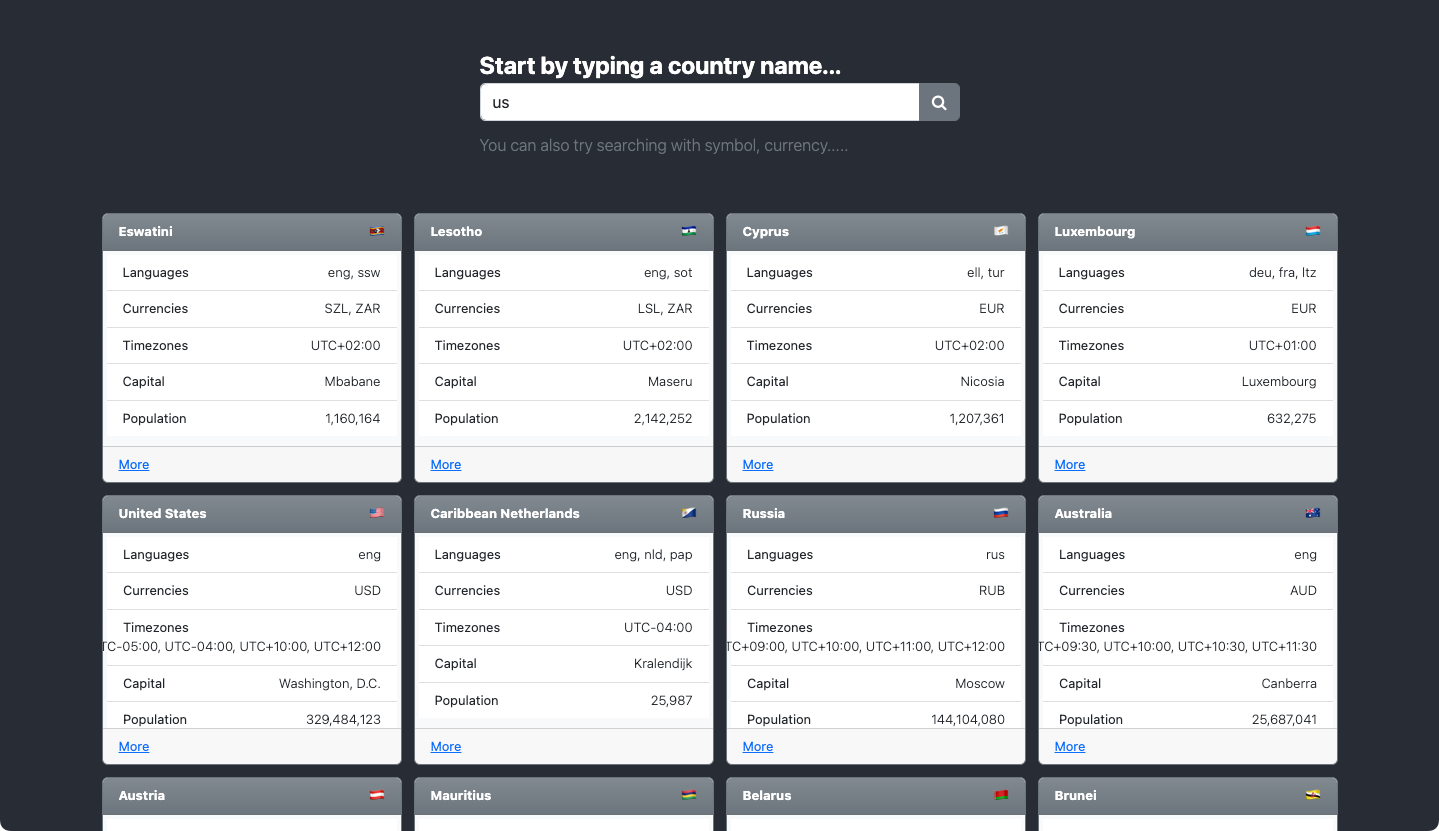 Start by typing a country name...
us
You can also try searching with symbol, currency.....
Eswatini
Languages eng, ssw
Currencies SZL, ZAR
Timezones UTC+02:00
Capital Mbabane
Population 1,160,164
More
Lesotho
Languages eng, sot
Currencies LSL, ZAR
Timezones UTC+02:00
Capital Maseru
Population 2,142,252
More
Cyprus
Languages ell, tur
Currencies EUR
Timezones UTC+02:00
Capital Nicosia
Population 1,207,361
More
Luxembourg
Languages deu, fra, ltz
Currencies EUR
Timezones UTC+01:00
Capital Luxembourg
Population 632,275
More
United States
Languages eng
Currencies USD
Timezones
TC-05:00, UTC-04:00, UTC+10:00, UTC+12:00
Capital Washington, D.C.
Population 329,484,123
More
Caribbean Netherlands
Languages eng, nld, pap
Currencies USD
Timezones UTC-04:00
Capital Kralendijk
Population 25,987
More
Russia
Languages rus
Currencies RUB
Timezones
TC+09:00, UTC+10:00, UTC+11:00, UTC+12:00
Capital Moscow
Population 144,104,080
More
Australia
Languages eng
Currencies AUD
Timezones
TC+09:30, UTC+10:00, UTC+10:30, UTC+11:30
Capital Canberra
Population 25,687,041
More
Austria
Mauritius
Belarus
Brunei